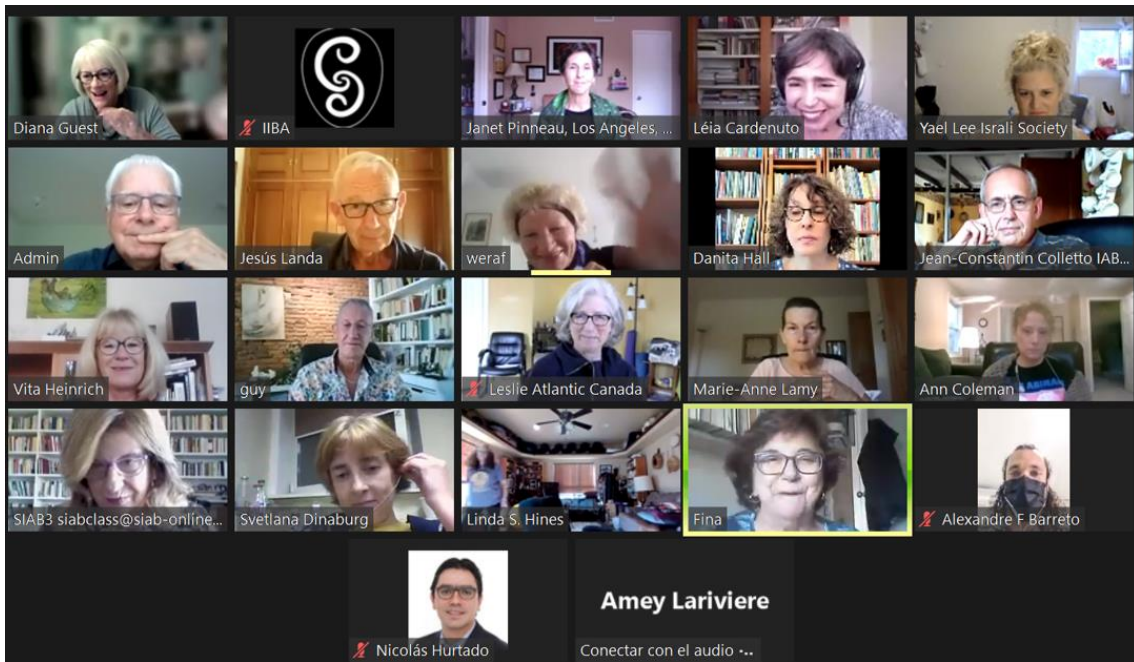 Diana Guest
IIBA
Janet Pinneau, Los Angeles, ...
Léia Cardenuto
Yael Lee Israli Society
Admin
Jesús Landa
weraf
Danita Hall
Jean-Constantin Colletto IAB...
Vita Heinrich
guy
Leslie Atlantic Canada
Marie-Anne Lamy
Ann Coleman
ANIMAL
SIAB3 siabclass@siab-online...
Svetlana Dinaburg
Linda S. Hines
Fina
Alexandre F Barreto
Nicolás Hurtado
Amey Lariviere
Conectar con el audio ·..